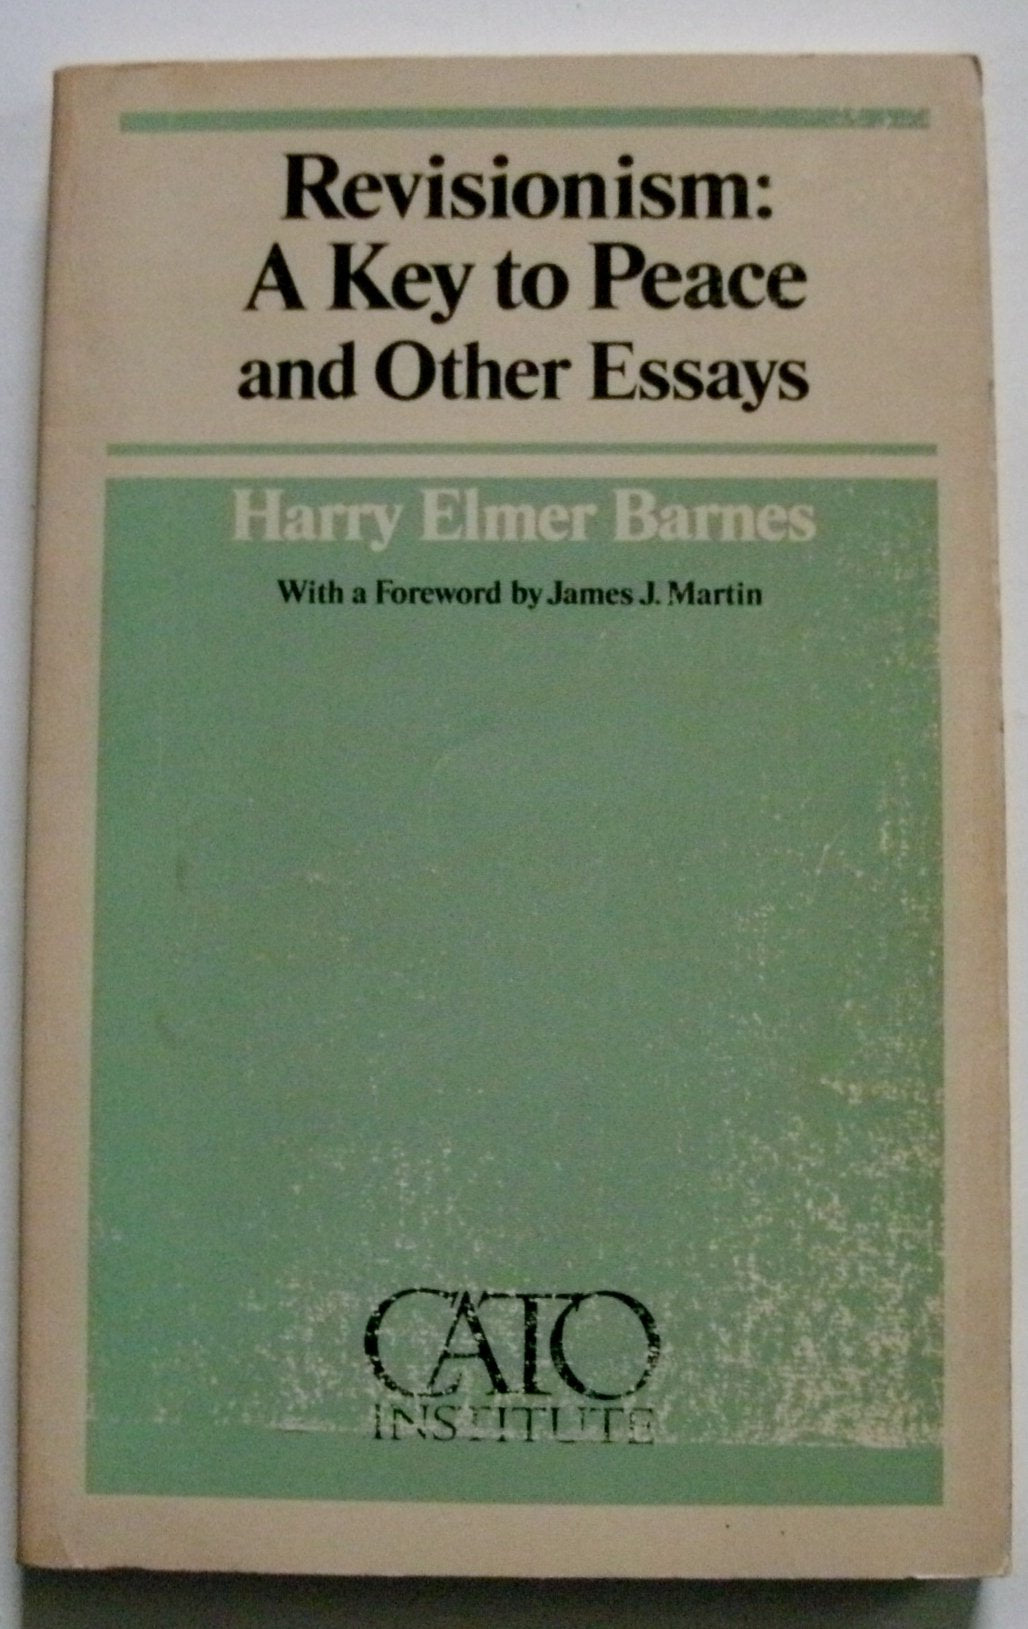 Revisionism:
A Key to Peace
and Other Essays
Harry Elmer Barnes
With a Foreword by James J. Martin
CATO
INSTITUTE